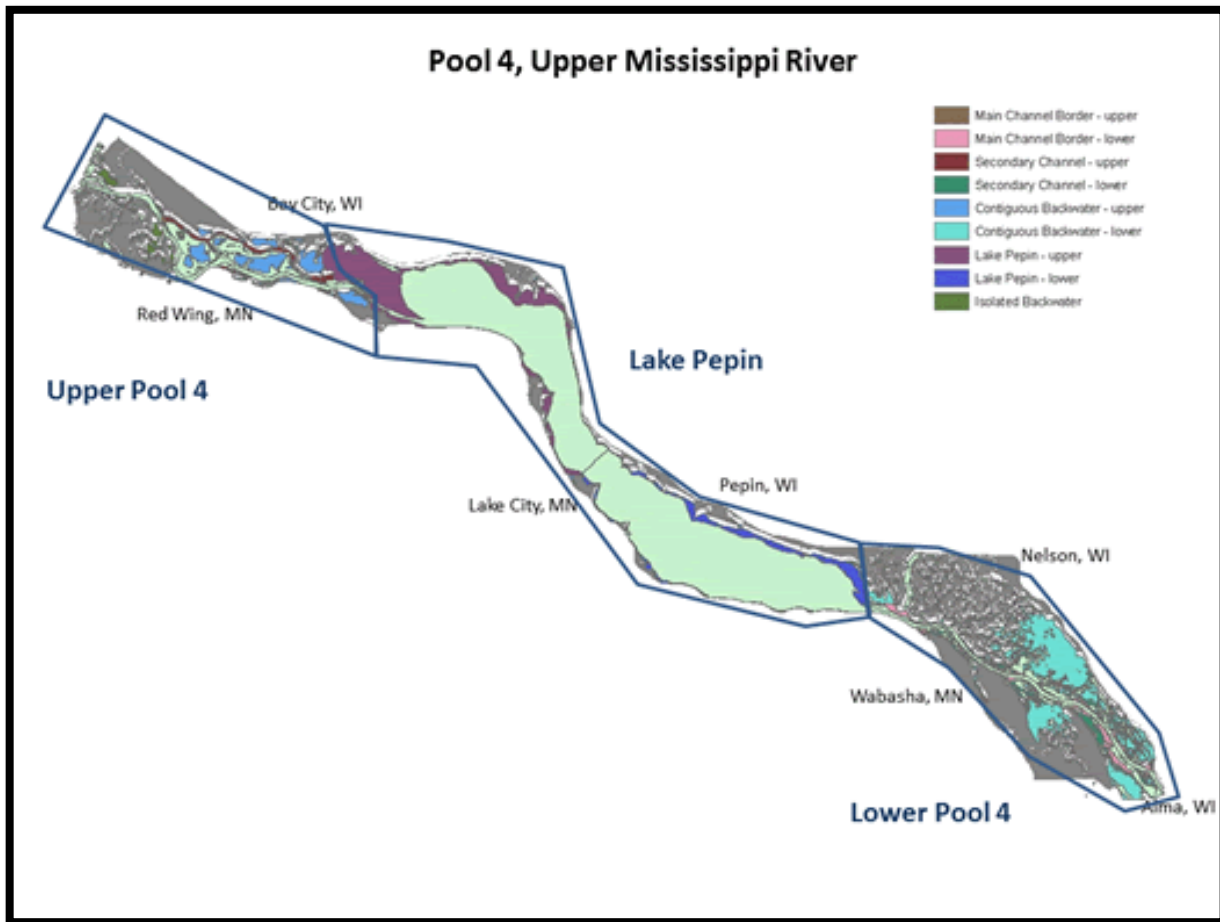 Pool 4, Upper Mississippi River
Main Channel Border - upper
Main Channel Border - lower
Secondary Channel - upper
Secondary Channel - lower
Contiguous Backwater - upper
Contiguous Backwater - lower
Lake Pepin - upper
Lake Pepin - lower
Isolated Backwater
Bay City, WI
Red Wing, MN
Upper Pool 4
Lake Pepin
Lake City, MN
Pepin, WI
Nelson, WI
Wabasha, MN
Lower Pool 4
Alma, WI